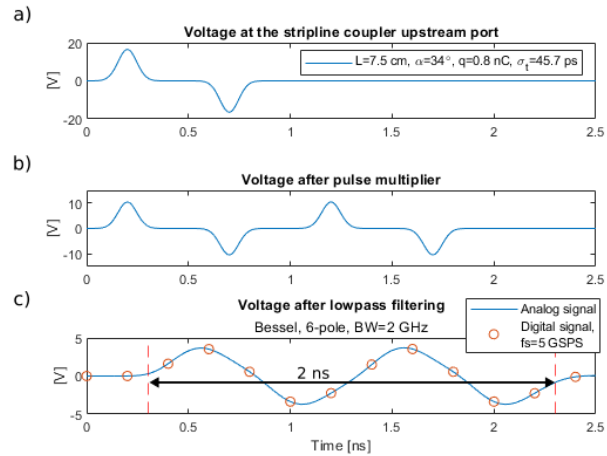 a)
Voltage at the stripline coupler upstream port
20
0
-20
[V]
L=7.5 cm, α=34°, q=0.8 nC, σt=45.7 ps
0
0.5
1
1.5
2
2.5
b)
Voltage after pulse multiplier
10
0
-10
[V]
0
0.5
1
1.5
2
2.5
c)
Voltage after lowpass filtering
Bessel, 6-pole, BW=2 GHz
Analog signal
Digital signal,
fs=5 GSPS
5
0
-5
[V]
2 ns
0
0.5
1
1.5
2
2.5
Time [ns]